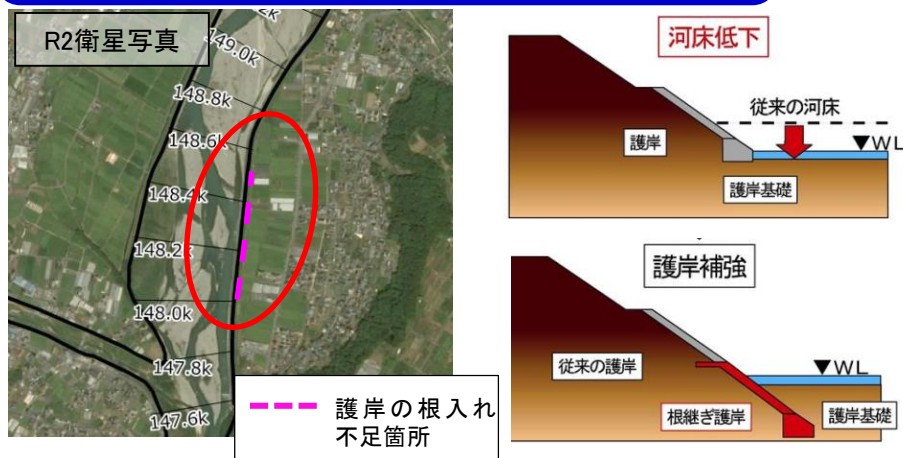 R2衛星写真
149.0k
148.8k
148.6k
148.4k
148.2k
148.0k
147.8k
147.6k
護岸の根入れ
不足箇所
河床低下
従来の河床
▼WL
護岸
護岸基礎
護岸補強
▼WL
従来の護岸
根継ぎ護岸
護岸基礎